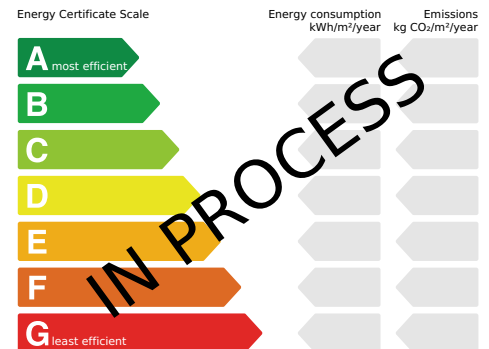 Energy Certificate Scale
Energy consumption
kWh/m²/year
Emissions
kg CO₂/m²/year
A most efficient
B
C
D
E
F
G least efficient
IN PROCESS